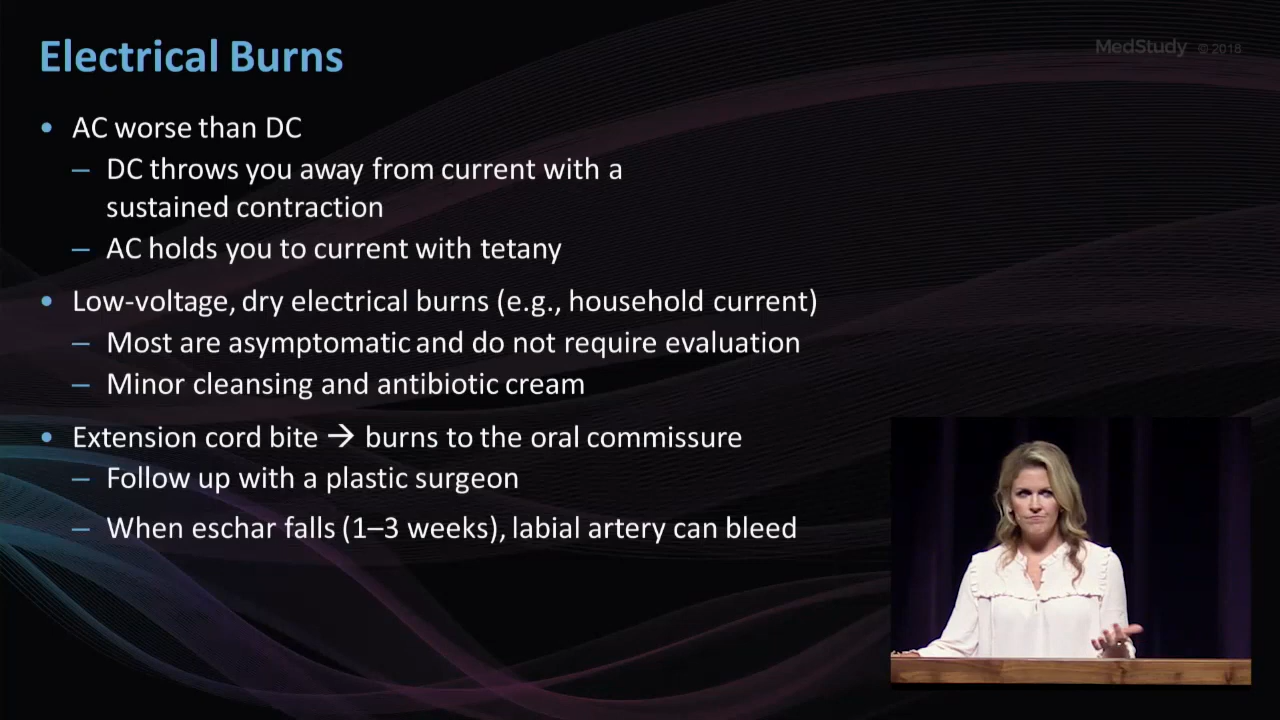 Electrical Burns
MedStudy © 2018
• AC worse than DC
– DC throws you away from current with a
sustained contraction
– AC holds you to current with tetany
• Low-voltage, dry electrical burns (e.g., household current)
– Most are asymptomatic and do not require evaluation
– Minor cleansing and antibiotic cream
• Extension cord bite → burns to the oral commissure
– Follow up with a plastic surgeon
– When eschar falls (1–3 weeks), labial artery can bleed